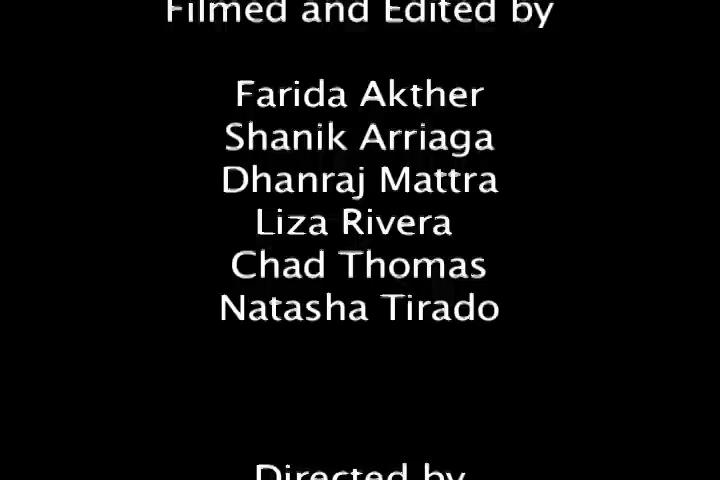 Filmed and Edited by
Farida Akther
Shanik Arriaga
Dhanraj Mattra
Liza Rivera
Chad Thomas
Natasha Tirado
Directed by